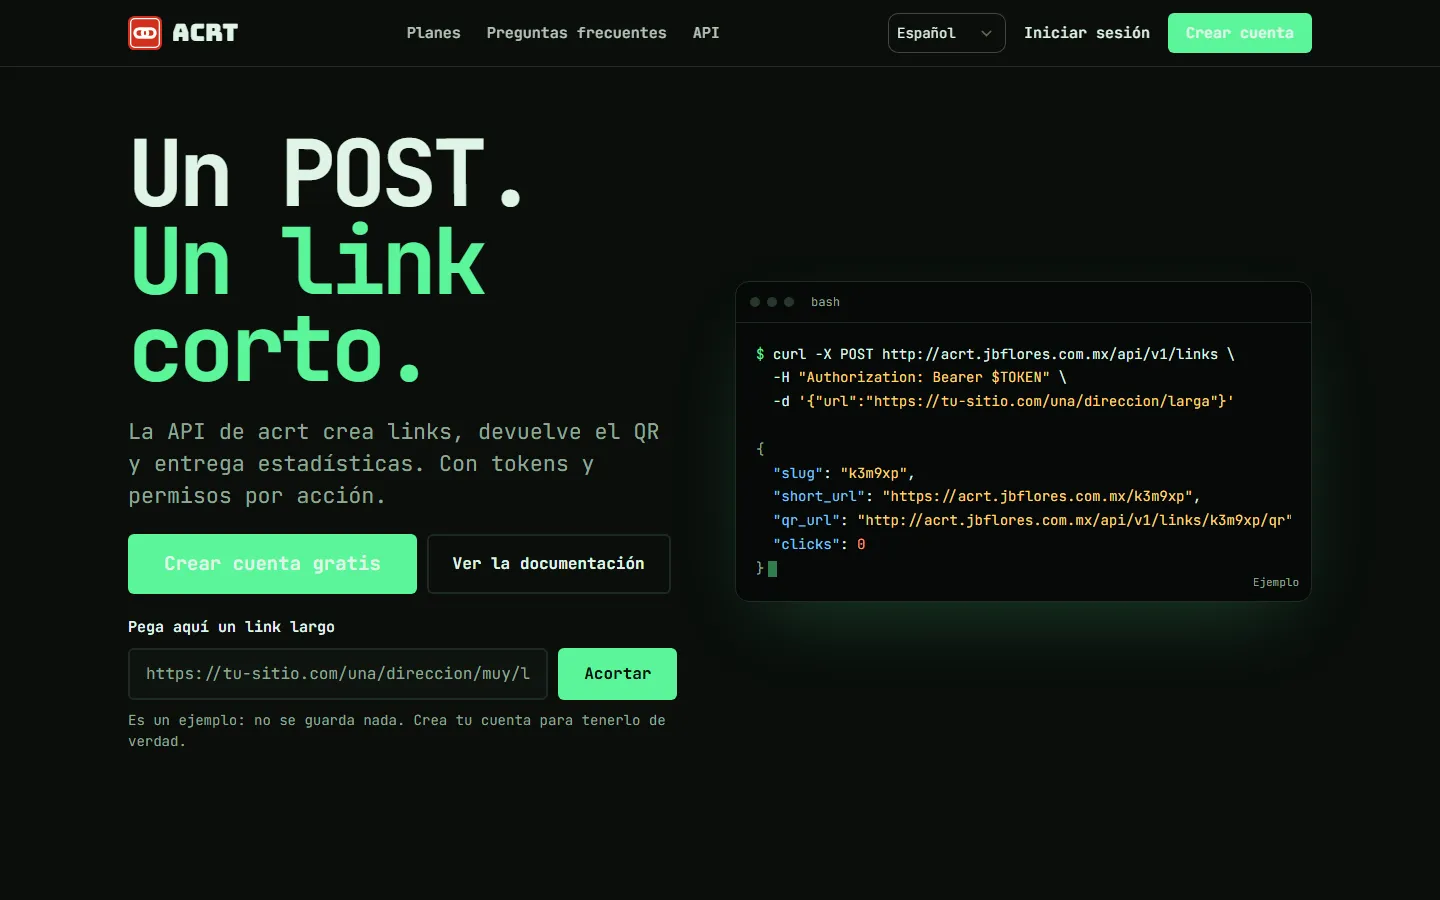 ACRT
Planes
Preguntas frecuentes
API
Español
Iniciar sesión
Crear cuenta
Un POST.
Un link
corto.
La API de acrt crea links, devuelve el QR
y entrega estadísticas. Con tokens y
permisos por acción.
Crear cuenta gratis
Ver la documentación
Pega aquí un link largo
https://tu-sitio.com/una/direccion/muy/l
Acortar
Es un ejemplo: no se guarda nada. Crea tu cuenta para tenerlo de
verdad.
bash
$ curl -X POST http://acrt.jbflores.com.mx/api/v1/links \
-H "Authorization: Bearer $TOKEN" \
-d '{"url":"https://tu-sitio.com/una/direccion/larga"}'
{
"slug": "k3m9xp",
"short_url": "https://acrt.jbflores.com.mx/k3m9xp",
"qr_url": "http://acrt.jbflores.com.mx/api/v1/links/k3m9xp/qr"
"clicks": 0
}
Ejemplo